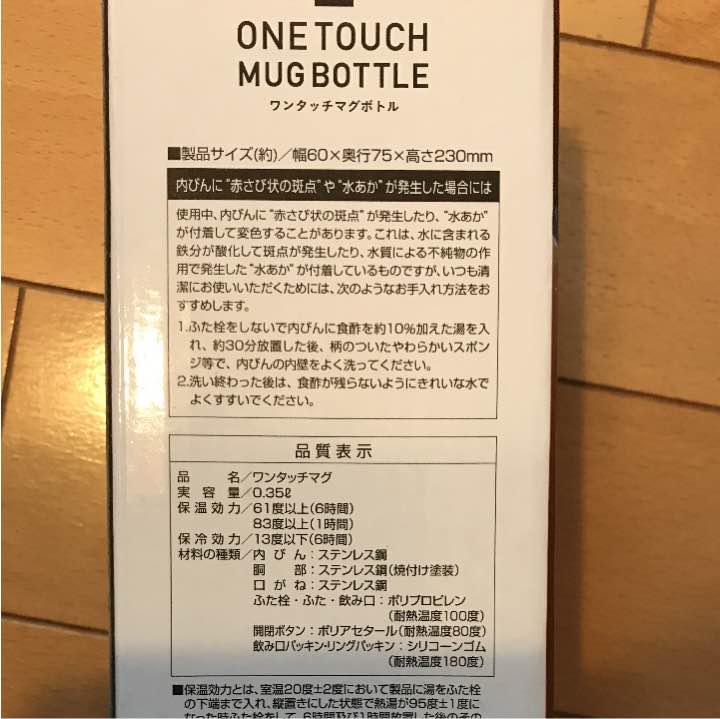 ONE TOUCH
MUG BOTTLE
ワンタッチマグボトル
■製品サイズ(約)／幅60×奥行75×高さ230mm
内びんに"赤さび状の斑点"や"水あか"が発生した場合には
使用中、内びんに"赤さび状の斑点"が発生したり、"水あか"
が付着して変色することがあります。これは、水に含まれる
鉄分が酸化して斑点が発生したり、水質による不純物の作
用で発生した"水あか"が付着しているものですが、いつも清
潔にお使いいただくためには、次のようなお手入れ方法をお
すすめします。
1.ふた栓をしないで内びんに食酢を約10%加えた湯を入
れ、約30分放置した後、柄のついたやわらかいスポン
ジ等で、内びんの内壁をよく洗ってください。
2.洗い終わった後は、食酢が残らないようにきれいな水で
よくすすいでください。
品質表示
品名／ワンタッチマグ
実容量／0.35ℓ
保温効力／61度以上(6時間)
83度以上(1時間)
保冷効力／13度以下(6時間)
材料の種類／内びん：ステンレス鋼
胴部：ステンレス鋼(焼付け塗装)
口がね：ステンレス鋼
ふた栓・ふた・飲み口：ポリプロピレン
(耐熱温度100度)
開閉ボタン：ポリアセタール(耐熱温度80度)
飲み口パッキン・リングパッキン：シリコーンゴム
(耐熱温度180度)
■保温効力とは、室温20度±2度において製品に湯をふた栓
の下端まで入れ、縦置きにした状態で熱湯が95度±1度に
なった時ふた栓をして、6時間及び1時間放置した後のその